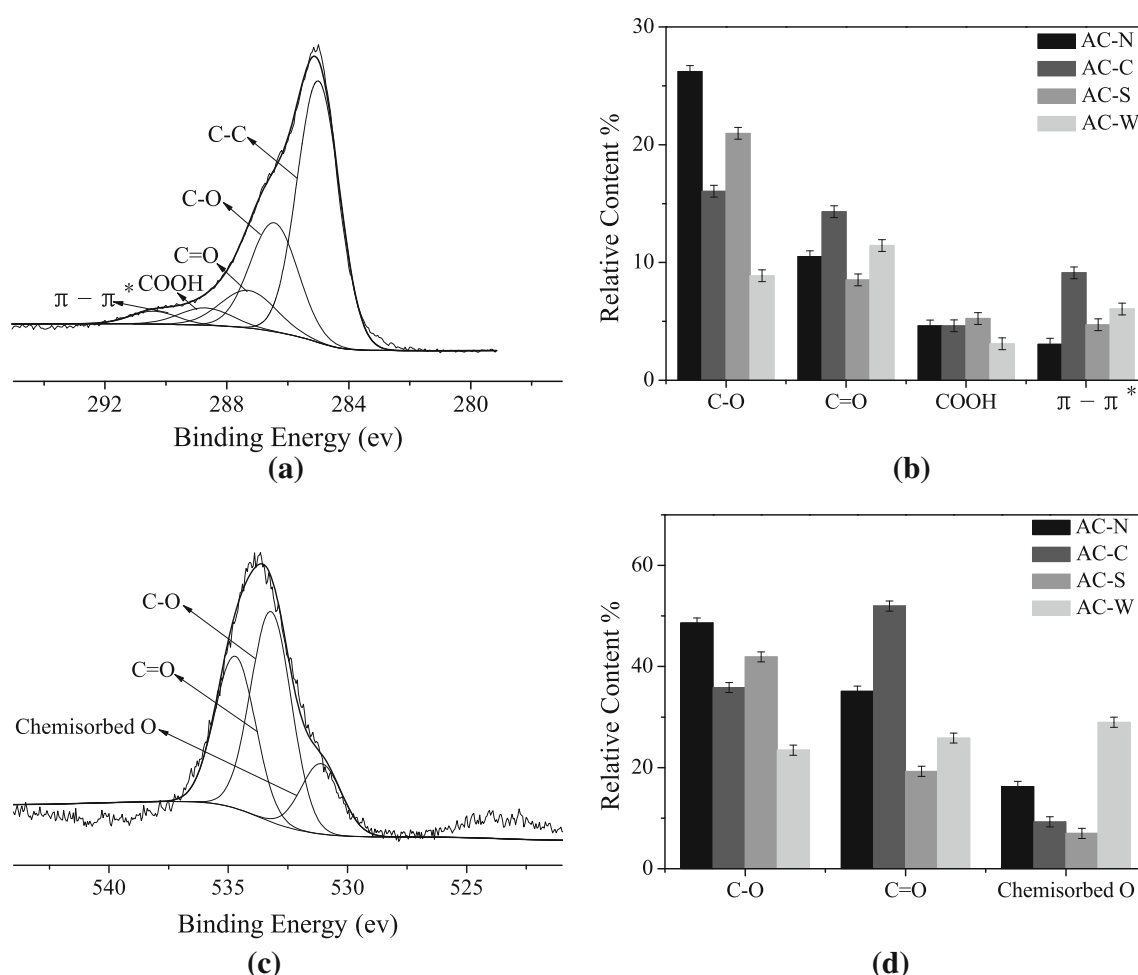 C-C
C-O
C=O
COOH
π - π *
292 288 284 280
Binding Energy (ev)
(a)
30
20
10
0
Relative Content %
AC-N
AC-C
AC-S
AC-W
C-O C=O COOH π - π *
(b)
C-O
C=O
Chemisorbed O
540 535 530 525
Binding Energy (ev)
(c)
60
40
20
0
Relative Content %
AC-N
AC-C
AC-S
AC-W
C-O C=O Chemisorbed O
(d)